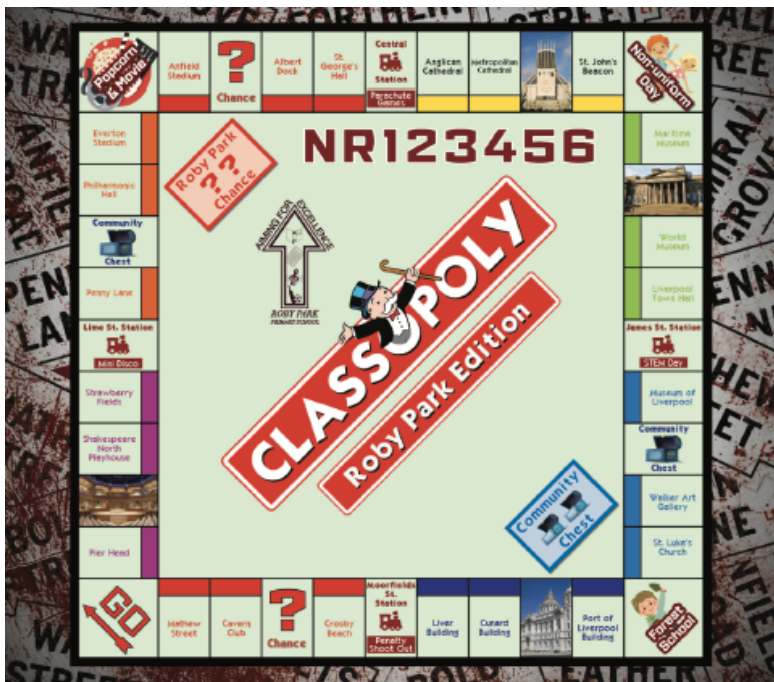 Popcorn
& Movie
Anfield
Stadium
?
Chance
Albert
Dock
St.
George's
Hall
Central
Station
Parachute
Games
Anglican
Cathedral
Metropolitan
Cathedral
St. John's
Beacon
Non-uniform
Day
Everton
Stadium
Philharmonic
Hall
Community
Chest
Penny Lane
Lime St. Station
Mini Disco
Strawberry
Fields
Shakespeare
North
Playhouse
Pier Head
Roby Park
? ?
Chance
NR123456
AIMING FOR
EXCELLENCE
ROBY PARK
PRIMARY SCHOOL
CLASSOPOLY
Roby Park Edition
Community
Chest
Maritime
Museum
World
Museum
Liverpool
Town Hall
James St. Station
STEM Day
Museum of
Liverpool
Community
Chest
Walker Art
Gallery
St. Luke's
Church
GO
Mathew
Street
Cavern
Club
?
Chance
Crosby
Beach
Moorfields
St.
Station
Penalty
Shoot Out
Liver
Building
Cunard
Building
Port of
Liverpool
Building
Forest
School